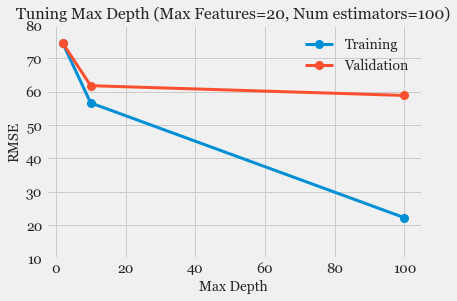 Tuning Max Depth (Max Features=20, Num estimators=100)
80
70
60
50
40
30
20
10
RMSE
Training
Validation
0 20 40 60 80 100
Max Depth